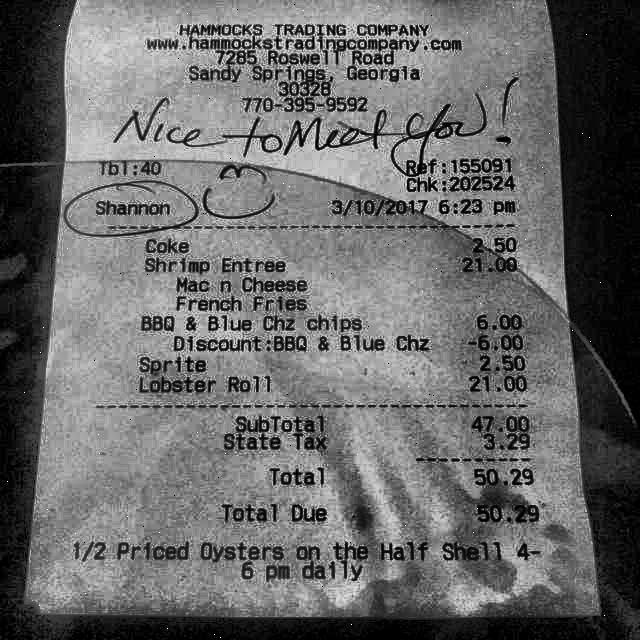 HAMMOCKS TRADING COMPANY
www.hammockstradingcompany.com
7285 Roswell Road
Sandy Springs, Georgia
30328
770-395-9592
Nice to Meet You!
Tbl:40 Ref:155091
Chk:202524
Shannon 3/10/2017 6:23 pm
Coke 2.50
Shrimp Entree 21.00
Mac n Cheese
French Fries
BBQ & Blue Chz chips 6.00
Discount:BBQ & Blue Chz -6.00
Sprite 2.50
Lobster Roll 21.00
SubTotal 47.00
State Tax 3.29
Total 50.29
Total Due 50.29
1/2 Priced Oysters on the Half Shell 4-
6 pm daily